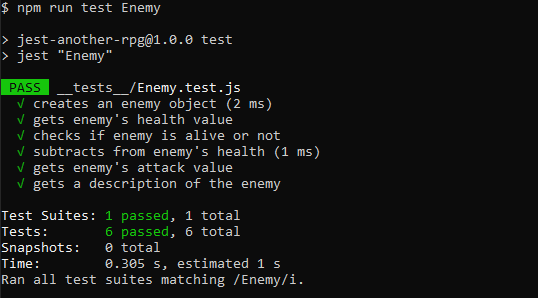 $ npm run test Enemy
> jest-another-rpg@1.0.0 test
> jest "Enemy"
PASS __tests__/Enemy.test.js
√ creates an enemy object (2 ms)
√ gets enemy's health value
√ checks if enemy is alive or not
√ subtracts from enemy's health (1 ms)
√ gets enemy's attack value
√ gets a description of the enemy
Test Suites: 1 passed, 1 total
Tests:       6 passed, 6 total
Snapshots:   0 total
Time:        0.305 s, estimated 1 s
Ran all test suites matching /Enemy/i.